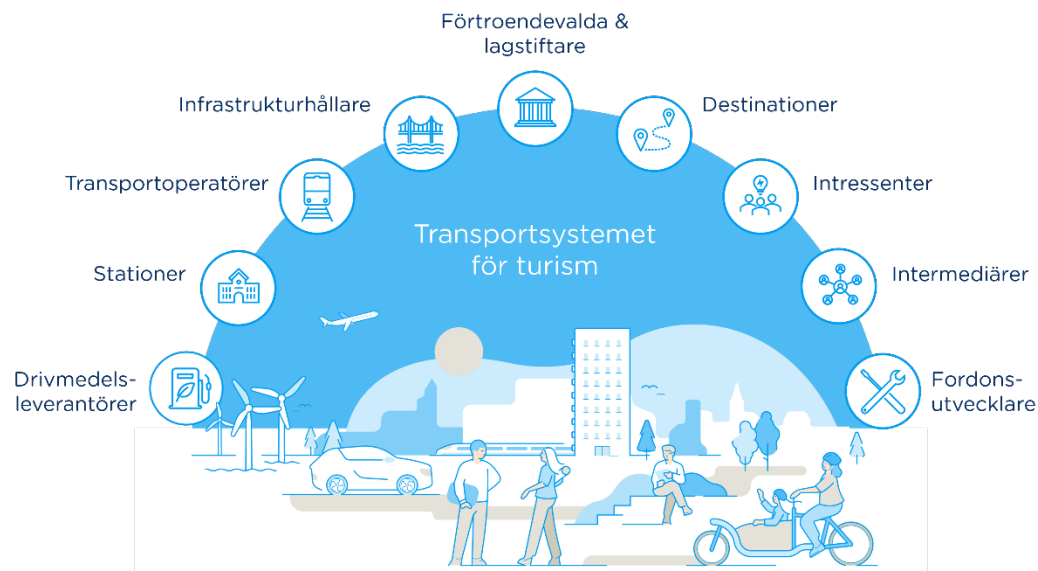 Förtroendevalda &
lagstiftare
Infrastrukturhållare
Destinationer
Transportoperatörer
Intressenter
Transportsystemet
för turism
Stationer
Intermediärer
Drivmedels-
leverantörer
Fordons-
utvecklare